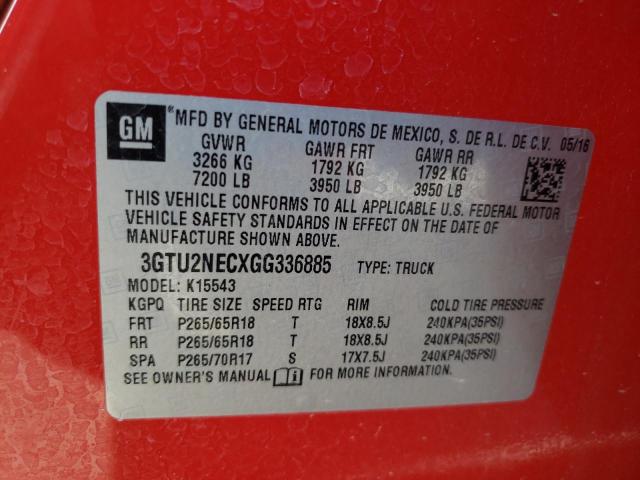 GM
®MFD BY GENERAL MOTORS DE MEXICO, S. DE R.L. DE C.V. 05/16
GVWR GAWR FRT GAWR RR
3266 KG 1792 KG 1792 KG
7200 LB 3950 LB 3950 LB
THIS VEHICLE CONFORMS TO ALL APPLICABLE U.S. FEDERAL MOTOR
VEHICLE SAFETY STANDARDS IN EFFECT ON THE DATE OF
MANUFACTURE SHOWN ABOVE.
3GTU2NECXGG336885 TYPE: TRUCK
MODEL: K15543
KGPQ TIRE SIZE SPEED RTG RIM COLD TIRE PRESSURE
FRT P265/65R18 T 18X8.5J 240KPA(35PSI)
RR P265/65R18 T 18X8.5J 240KPA(35PSI)
SPA P265/70R17 S 17X7.5J 240KPA(35PSI)
SEE OWNER'S MANUAL FOR MORE INFORMATION.